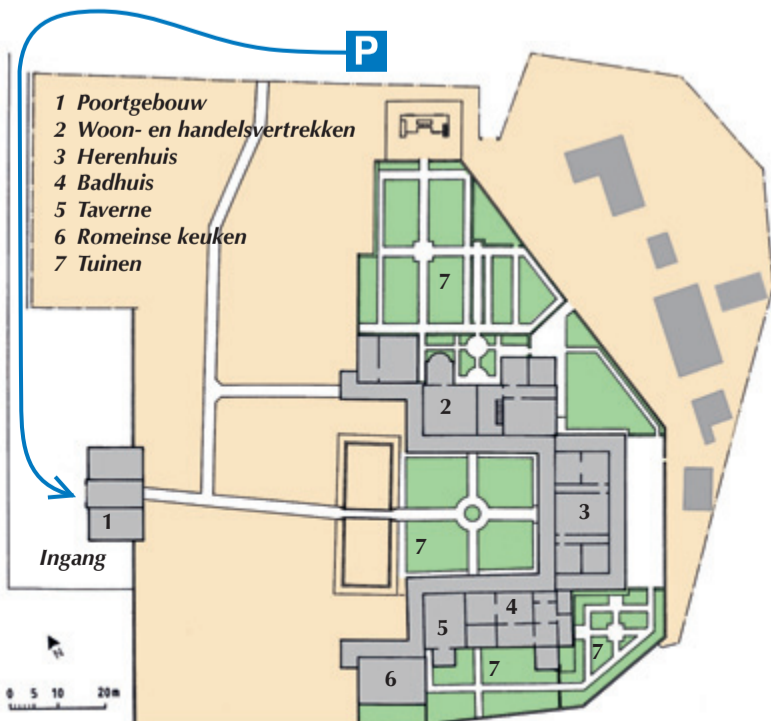 P
1 Poortgebouw
2 Woon- en handelsvertrekken
3 Herenhuis
4 Badhuis
5 Taverne
6 Romeinse keuken
7 Tuinen
7
2
1
3
7
Ingang
4
5
7
7
6
N
0 5 10 20m